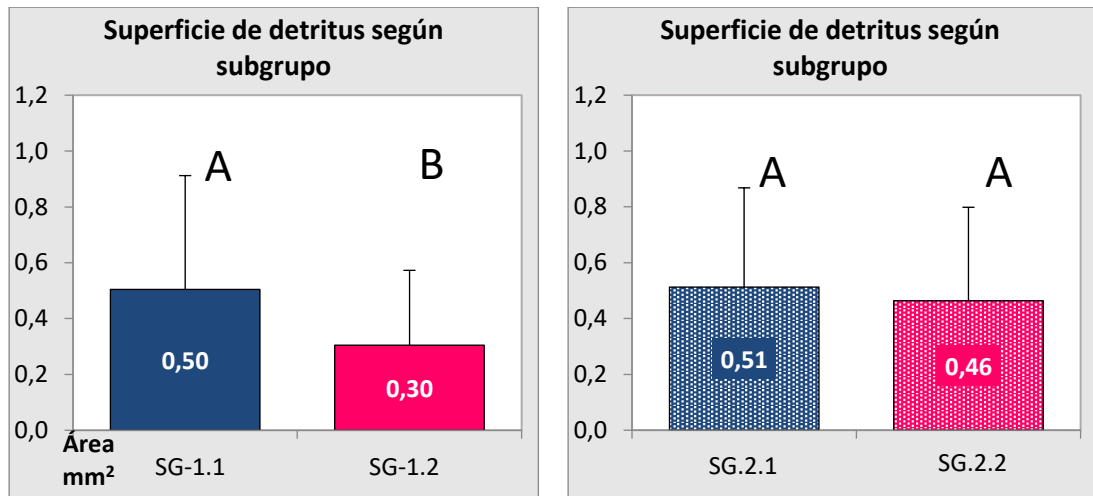 Superficie de detritus según
subgrupo
1,2
1,0
0,8
0,6
0,4
0,2
0,0
A
B
0,50
0,30
Área
mm²
SG-1.1
SG-1.2
Superficie de detritus según
subgrupo
1,2
1,0
0,8
0,6
0,4
0,2
0,0
A
A
0,51
0,46
SG.2.1
SG.2.2